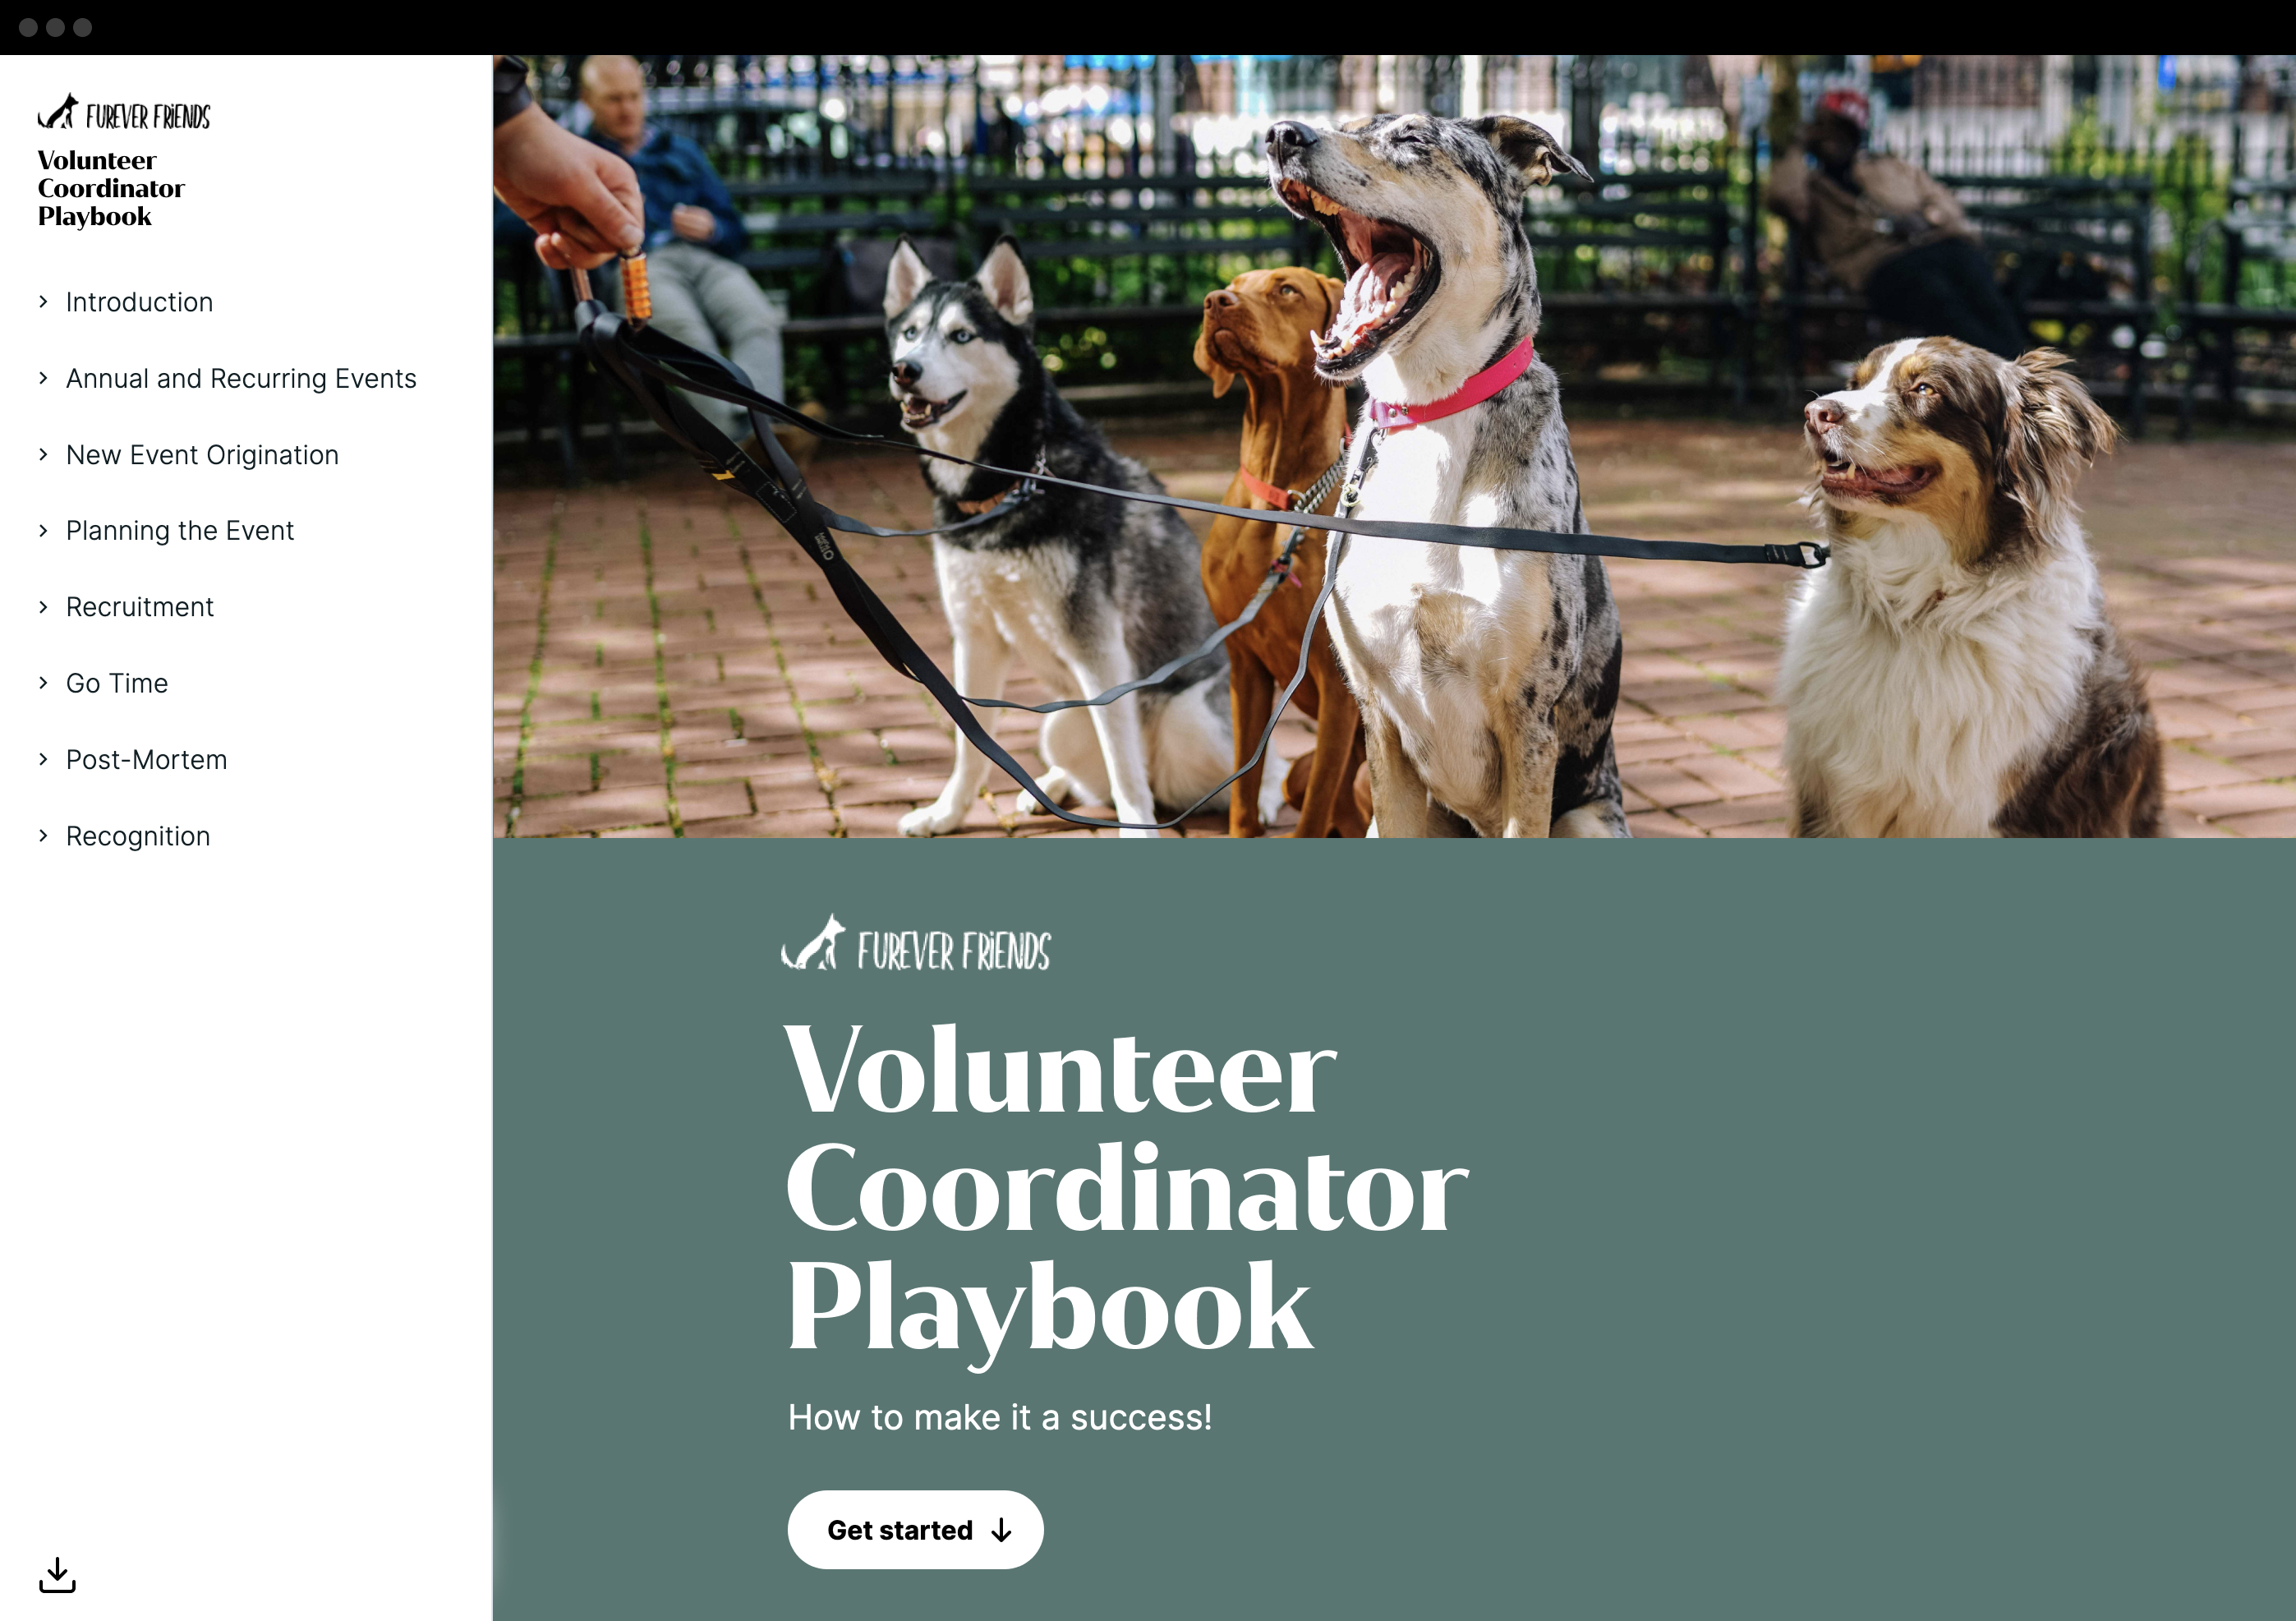 FUREVER FRiENDS
Volunteer
Coordinator
Playbook
Introduction
Annual and Recurring Events
New Event Origination
Planning the Event
Recruitment
Go Time
Post-Mortem
Recognition
FUREVER FRiENDS
Volunteer
Coordinator
Playbook
How to make it a success!
Get started